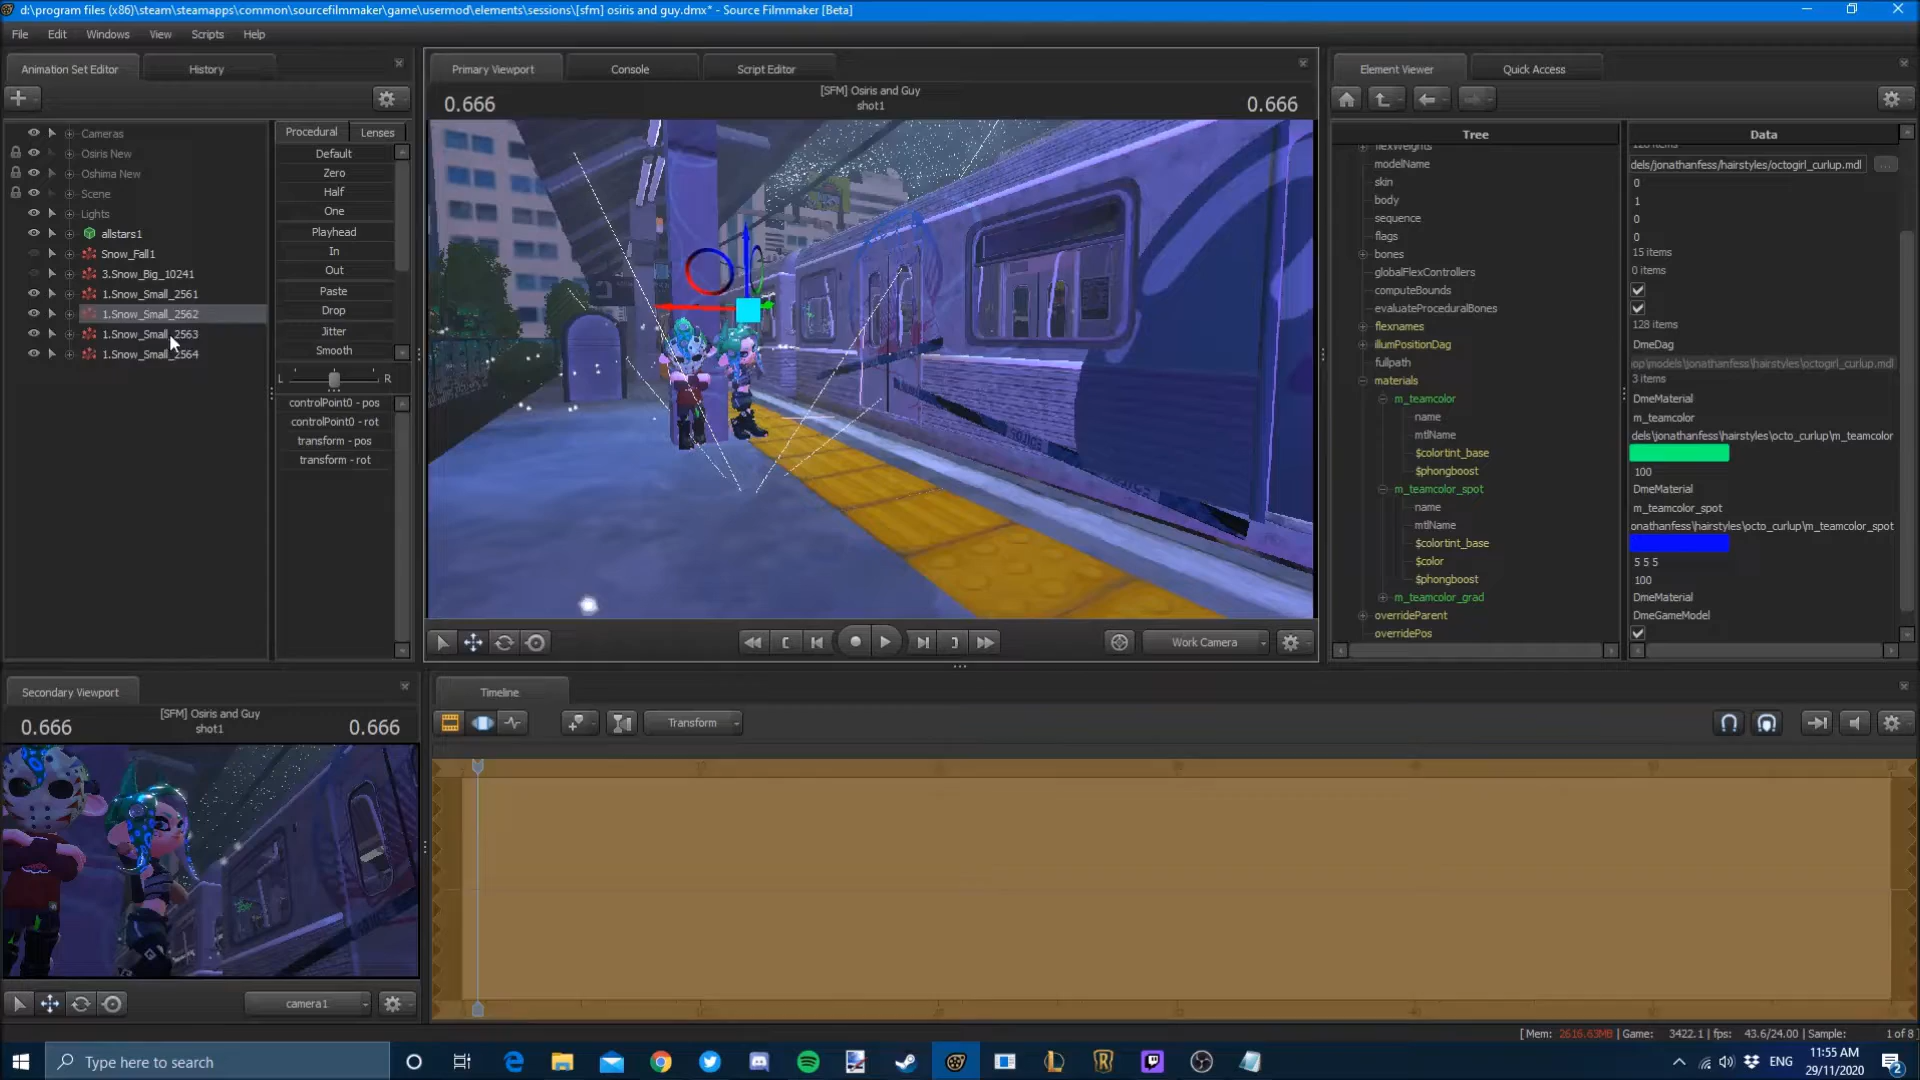 d:\program files (x86)\steam\steamapps\common\sourcefilmmaker\game\usermod\elements\sessions\[sfm] osiris and guy.dmx* - Source Filmmaker [Beta]
File Edit Windows View Scripts Help
Animation Set Editor History
Primary Viewport Console Script Editor
Element Viewer Quick Access
[SFM] Osiris and Guy
0.666 shot1 0.666
Procedural Lenses
Cameras
Osiris New
Oshima New
Scene
Lights
allstars1
Snow_Fall1
3.Snow_Big_10241
1.Snow_Small_2561
1.Snow_Small_2562
1.Snow_Small_2563
1.Snow_Small_2564
Default
Zero
Half
One
Playhead
In
Out
Paste
Drop
Jitter
Smooth
L R
controlPoint0 - pos
controlPoint0 - rot
transform - pos
transform - rot
Tree Data
flexWeights 128 items
modelName dels/jonathanfess/hairstyles/octogirl_curlup.mdl ...
skin 0
body 1
sequence 0
flags 0
bones 15 items
globalFlexControllers 0 items
computeBounds
evaluateProceduralBones
flexnames 128 items
illumPositionDag DmeDag
fullpath op\models\jonathanfess\hairstyles\octogirl_curlup.mdl
materials 3 items
m_teamcolor DmeMaterial
name m_teamcolor
mtlName dels\jonathanfess\hairstyles\octo_curlup\m_teamcolor
$colortint_base
$phongboost 100
m_teamcolor_spot DmeMaterial
name m_teamcolor_spot
mtlName onathanfess\hairstyles\octo_curlup\m_teamcolor_spot
$colortint_base
$color 5 5 5
$phongboost 100
m_teamcolor_grad DmeMaterial
overrideParent DmeGameModel
overridePos
Work Camera
Secondary Viewport
[SFM] Osiris and Guy
0.666 shot1 0.666
camera1
Timeline
Transform
[ Mem: 2616.63MB | Game: 3422.1 | fps: 43.6/24.00 | Sample: 1 of 8 ]
Type here to search
ENG
11:55 AM
29/11/2020
2